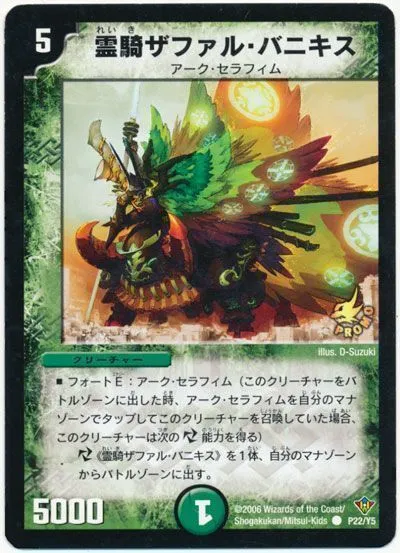 5
れいき
霊騎ザファル・バニキス
アーク・セラフィム
PROMO
illus. D-Suzuki
クリーチャー
■フォートE:アーク・セラフィム(このクリーチャーをバ
トルゾーンに出した時、アーク・セラフィムを自分のマナ
ゾーンでタップしてこのクリーチャーを召喚していた場合、
このクリーチャーは次の 能力を得る)
《霊騎ザファル・バニキス》を1体、自分のマナゾーン
からバトルゾーンに出す。
5000
1
©2006 Wizards of the Coast/
Shogakukan/Mitsui-Kids ● P22/Y5